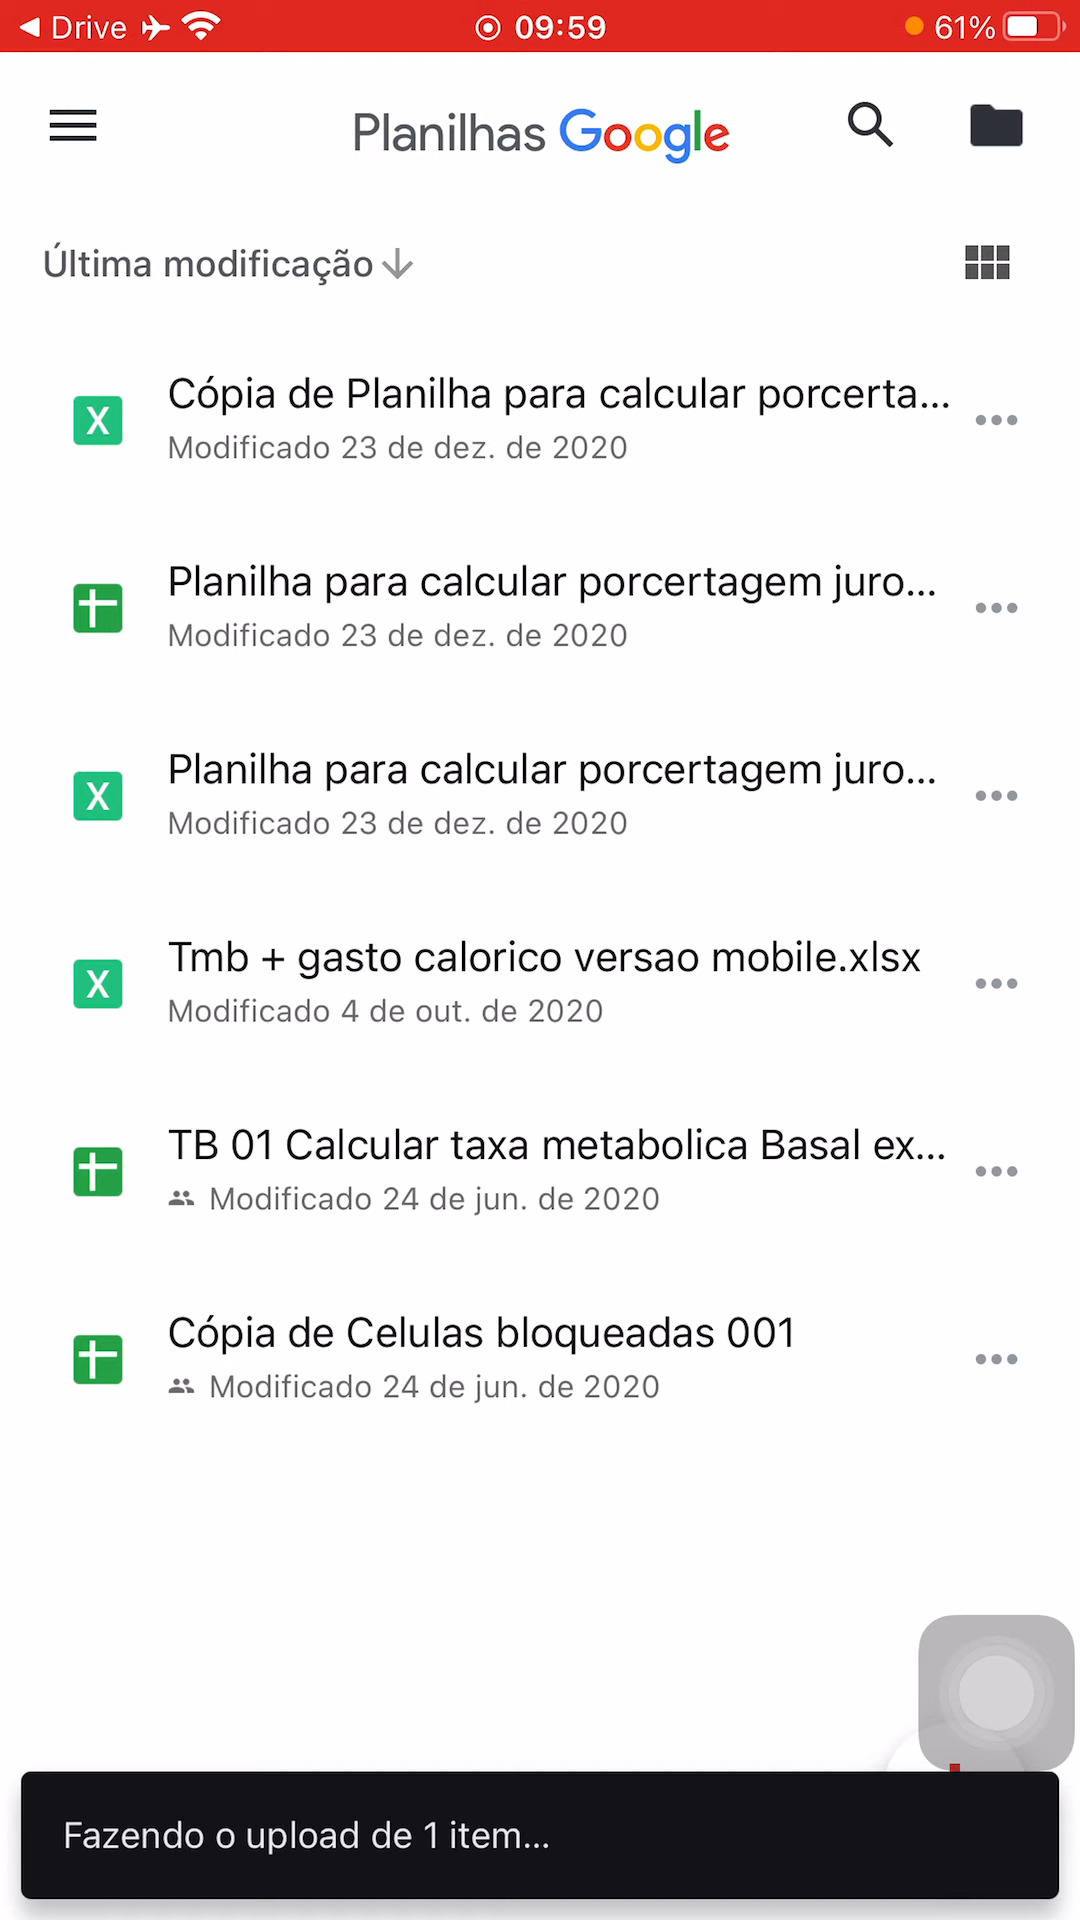 Drive 09:59 61%
Planilhas Google
Última modificação
Cópia de Planilha para calcular porcerta...
Modificado 23 de dez. de 2020
Planilha para calcular porcertagem juro...
Modificado 23 de dez. de 2020
Planilha para calcular porcertagem juro...
Modificado 23 de dez. de 2020
Tmb + gasto calorico versao mobile.xlsx
Modificado 4 de out. de 2020
TB 01 Calcular taxa metabolica Basal ex...
Modificado 24 de jun. de 2020
Cópia de Celulas bloqueadas 001
Modificado 24 de jun. de 2020
Fazendo o upload de 1 item...